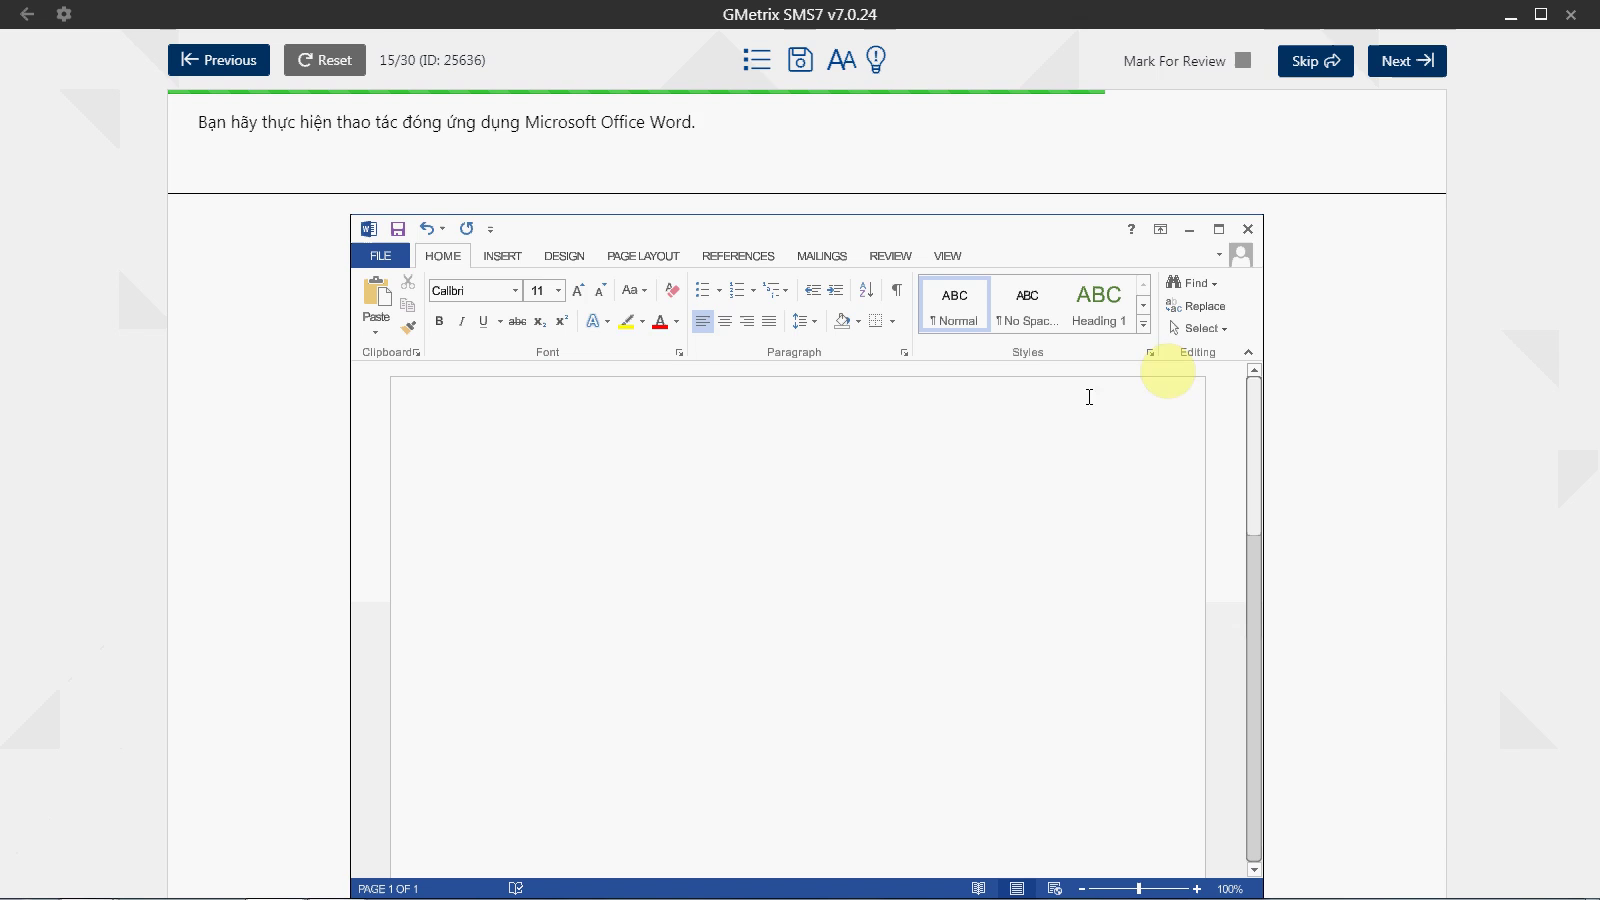 GMetrix SMS7 v7.0.24
Previous
Reset
15/30 (ID: 25636)
Mark For Review
Skip
Next
Bạn hãy thực hiện thao tác đóng ứng dụng Microsoft Office Word.
FILE
HOME
INSERT
DESIGN
PAGE LAYOUT
REFERENCES
MAILINGS
REVIEW
VIEW
Paste
Clipboard
Calibri
11
Aa
B I U abc x₂ x²
A
A
Font
Paragraph
ABC
¶ Normal
ABC
¶ No Spac...
ABC
Heading 1
Styles
Find
Replace
Select
Editing
PAGE 1 OF 1
100%